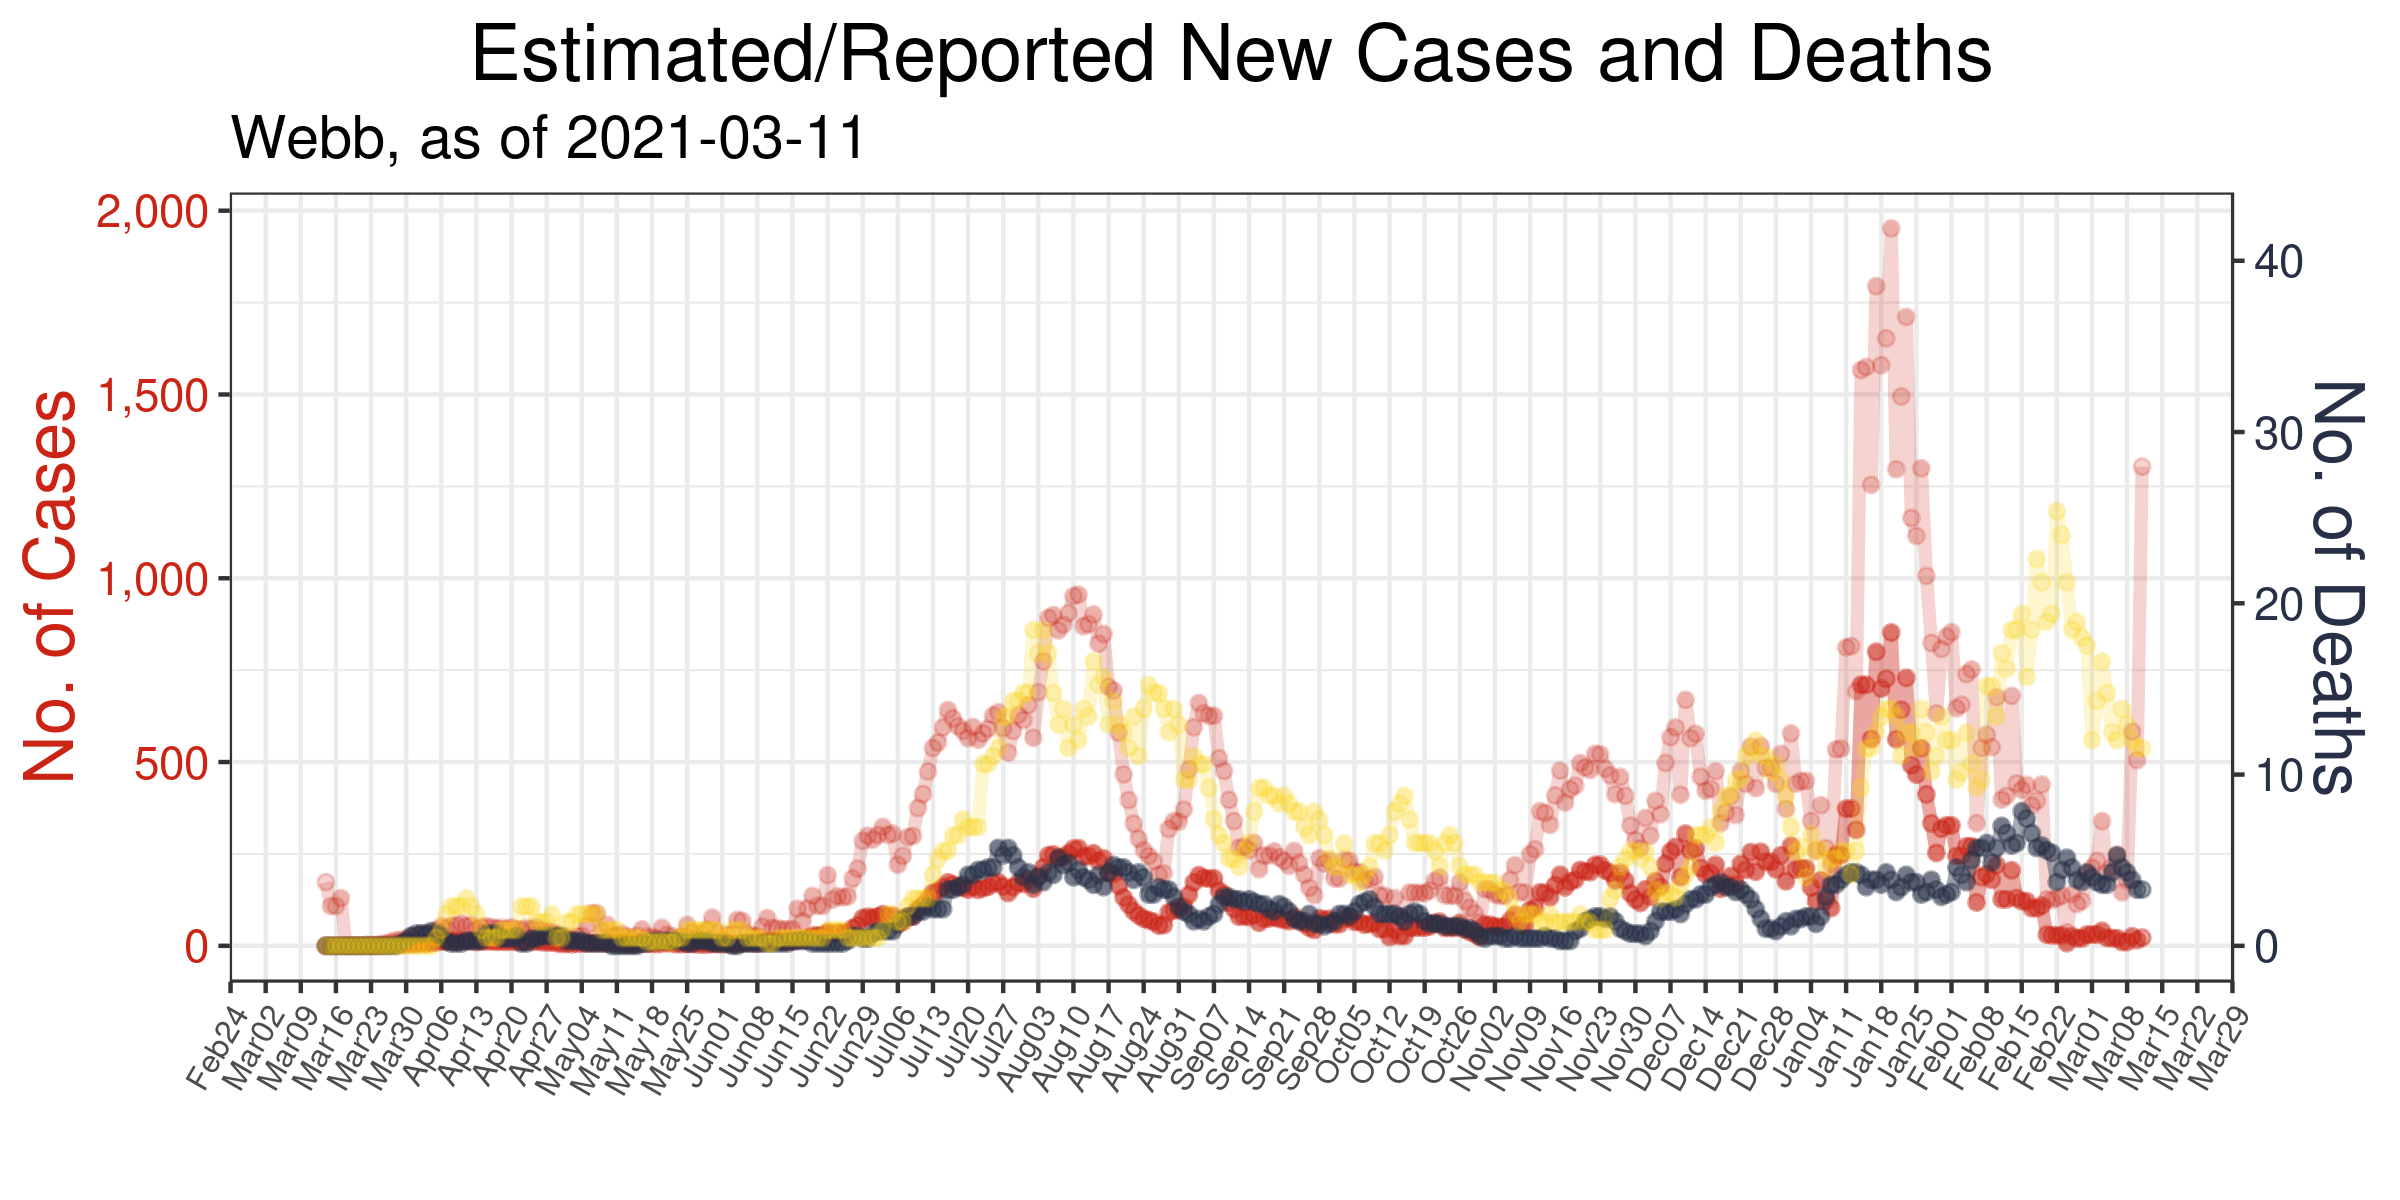 Estimated/Reported New Cases and Deaths
Webb, as of 2021-03-11
No. of Cases
2,000
1,500
1,000
500
0
40
30
20
10
0
No. of Deaths
Feb24
Mar02
Mar09
Mar16
Mar23
Mar30
Apr06
Apr13
Apr20
Apr27
May04
May11
May18
May25
Jun01
Jun08
Jun15
Jun22
Jun29
Jul06
Jul13
Jul20
Jul27
Aug03
Aug10
Aug17
Aug24
Aug31
Sep07
Sep14
Sep21
Sep28
Oct05
Oct12
Oct19
Oct26
Nov02
Nov09
Nov16
Nov23
Nov30
Dec07
Dec14
Dec21
Dec28
Jan04
Jan11
Jan18
Jan25
Feb01
Feb08
Feb15
Feb22
Mar01
Mar08
Mar15
Mar22
Mar29